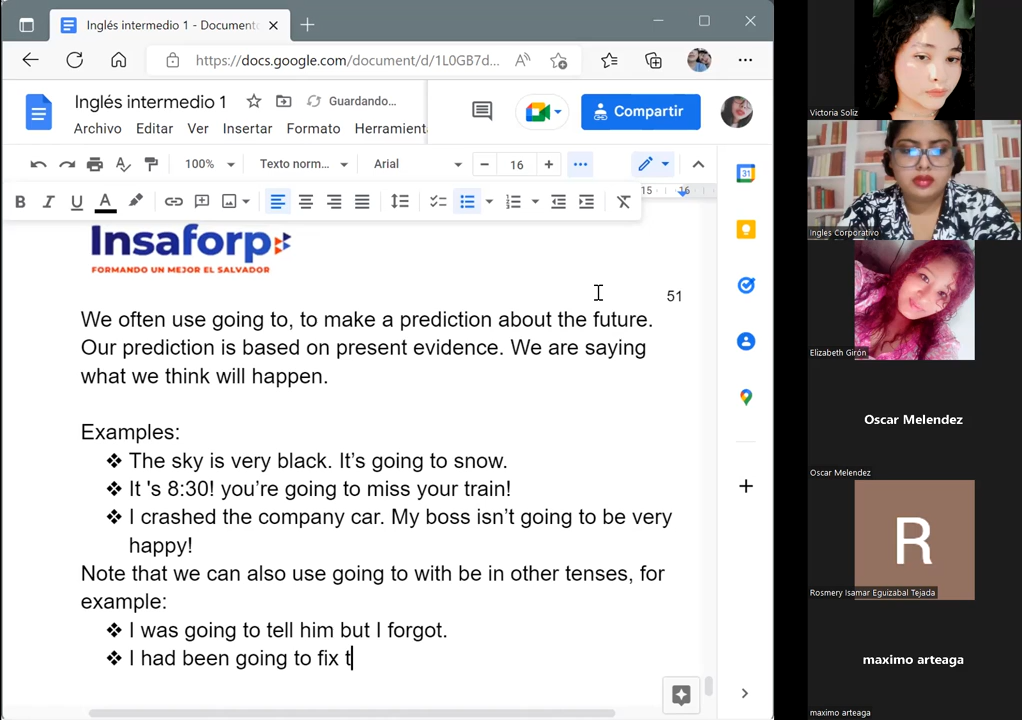 Inglés intermedio 1 - Document
https://docs.google.com/document/d/1L0GB7d...
Inglés intermedio 1
Guardando...
Compartir
Archivo Editar Ver Insertar Formato Herramient
100% Texto norm... Arial 16
B I U A
15 16
31
Insaforp
FORMANDO UN MEJOR EL SALVADOR
51
We often use going to, to make a prediction about the future.
Our prediction is based on present evidence. We are saying
what we think will happen.
Examples:
❖ The sky is very black. It’s going to snow.
❖ It 's 8:30! you’re going to miss your train!
❖ I crashed the company car. My boss isn’t going to be very
happy!
Note that we can also use going to with be in other tenses, for
example:
❖ I was going to tell him but I forgot.
❖ I had been going to fix t
Victoria Soliz
Ingles Corporativo
Elizabeth Girón
Oscar Melendez
Oscar Melendez
R
Rosmery Isamar Eguizabal Tejada
maximo arteaga
maximo arteaga